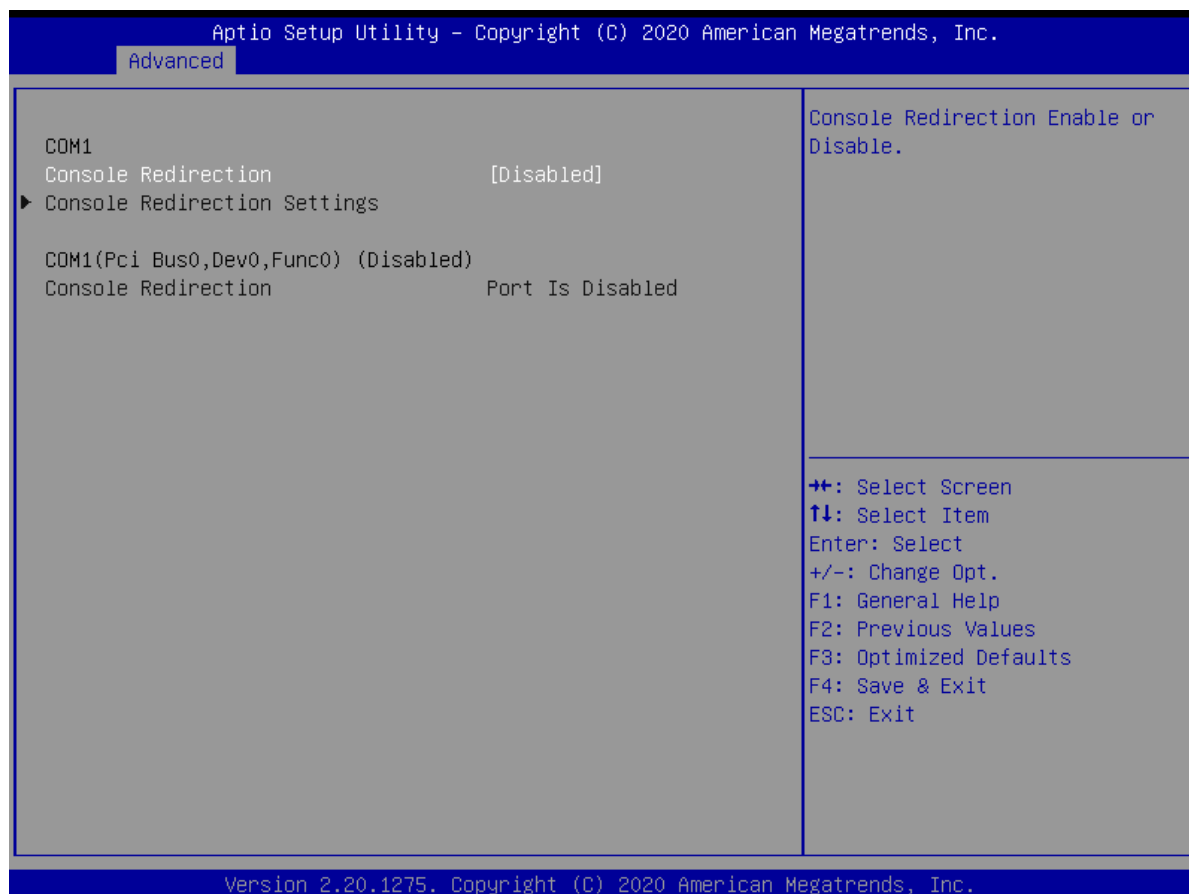 Aptio Setup Utility – Copyright (C) 2020 American Megatrends, Inc.
Advanced
COM1
Console Redirection [Disabled]
Console Redirection Settings
COM1(Pci Bus0,Dev0,Func0) (Disabled)
Console Redirection Port Is Disabled
Console Redirection Enable or
Disable.
→←: Select Screen
↑↓: Select Item
Enter: Select
+/-: Change Opt.
F1: General Help
F2: Previous Values
F3: Optimized Defaults
F4: Save & Exit
ESC: Exit
Version 2.20.1275. Copyright (C) 2020 American Megatrends, Inc.